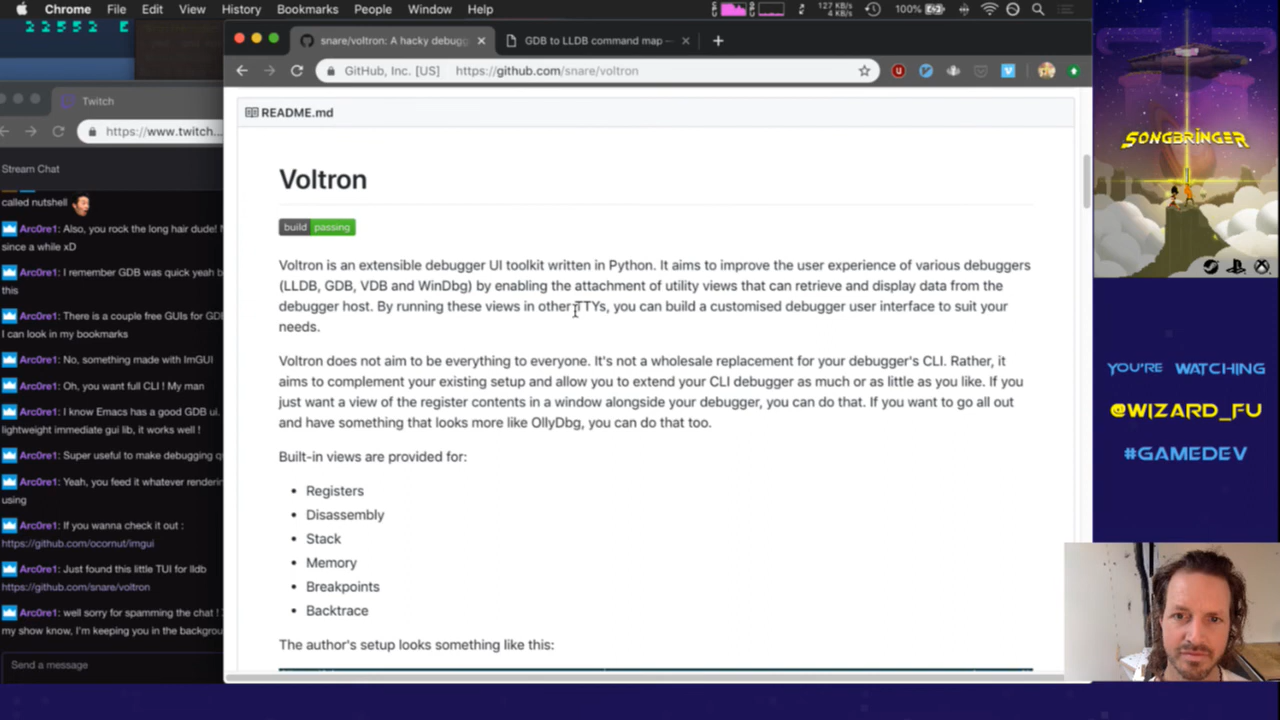 Chrome File Edit View History Bookmarks People Window Help
127 KB/s
4 KB/s
100%
22552 E
snare/voltron: A hacky debugg
GDB to LLDB command map —
GitHub, Inc. [US] https://github.com/snare/voltron
Twitch
https://www.twitch...
Stream Chat
called nutshell
Arc0re1: Also, you rock the long hair dude!
since a while xD
Arc0re1: I remember GDB was quick yeah b
this
Arc0re1: There is a couple free GUIs for GD
I can look in my bookmarks
Arc0re1: No, something made with ImGUI
Arc0re1: Oh, you want full CLI ! My man
Arc0re1: I know Emacs has a good GDB ui.
lightweight immediate gui lib, it works well !
Arc0re1: Super useful to make debugging q
Arc0re1: Yeah, you feed it whatever renderin
using
Arc0re1: If you wanna check it out :
https://github.com/ocornut/imgui
Arc0re1: Just found this little TUI for lldb
https://github.com/snare/voltron
Arc0re1: well sorry for spamming the chat !
my show know, I'm keeping you in the backgrou
Send a message
README.md
Voltron
build passing
Voltron is an extensible debugger UI toolkit written in Python. It aims to improve the user experience of various debuggers
(LLDB, GDB, VDB and WinDbg) by enabling the attachment of utility views that can retrieve and display data from the
debugger host. By running these views in other TTYs, you can build a customised debugger user interface to suit your
needs.
Voltron does not aim to be everything to everyone. It's not a wholesale replacement for your debugger's CLI. Rather, it
aims to complement your existing setup and allow you to extend your CLI debugger as much or as little as you like. If you
just want a view of the register contents in a window alongside your debugger, you can do that. If you want to go all out
and have something that looks more like OllyDbg, you can do that too.
Built-in views are provided for:
• Registers
• Disassembly
• Stack
• Memory
• Breakpoints
• Backtrace
The author's setup looks something like this:
SONGBRINGER
YOU'RE WATCHING
@WIZARD_FU
#GAMEDEV